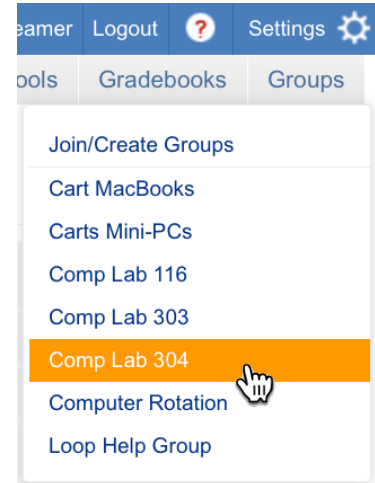 eamer Logout ? Settings
ools Gradebooks Groups
Join/Create Groups
Cart MacBooks
Carts Mini-PCs
Comp Lab 116
Comp Lab 303
Comp Lab 304
Computer Rotation
Loop Help Group